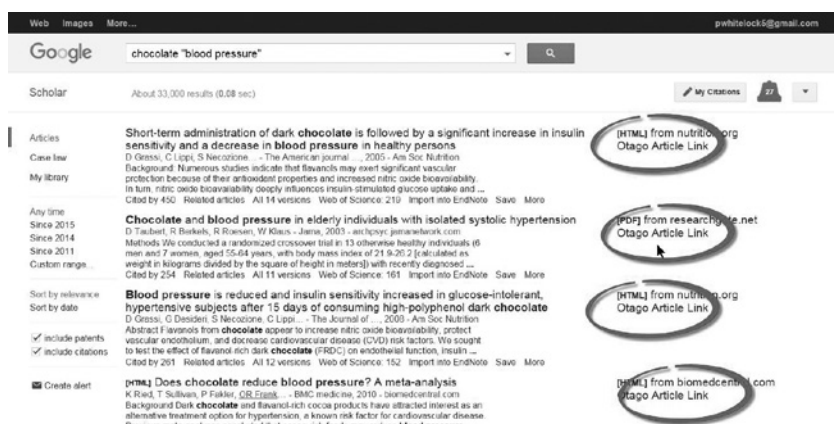 Web Images More...
pwhitelock5@gmail.com
Google
chocolate "blood pressure"
Scholar
About 33,000 results (0.08 sec)
My Citations
27
Articles
Case law
My library
Any time
Since 2015
Since 2014
Since 2011
Custom range...
Sort by relevance
Sort by date
include patents
include citations
Create alert
Short-term administration of dark chocolate is followed by a significant increase in insulin
sensitivity and a decrease in blood pressure in healthy persons
D Grassi, C Lippi, S Necozione... - The American journal ..., 2005 - Am Soc Nutrition
Background: Numerous studies indicate that flavanols may exert significant vascular
protection because of their antioxidant properties and increased nitric oxide bioavailability.
In turn, nitric oxide bioavailability deeply influences insulin-stimulated glucose uptake and ...
Cited by 450 Related articles All 14 versions Web of Science: 219 Import into EndNote Save More
[HTML] from nutrition.org
Otago Article Link
Chocolate and blood pressure in elderly individuals with isolated systolic hypertension
D Taubert, R Berkels, R Roesen, W Klaus - Jama, 2003 - archpsyc.jamanetwork.com
Methods We conducted a randomized crossover trial in 13 otherwise healthy individuals (6
men and 7 women, aged 55-64 years, with body mass index of 21.9-26.2 [calculated as
weight in kilograms divided by the square of height in meters]) with recently diagnosed ...
Cited by 254 Related articles All 11 versions Web of Science: 161 Import into EndNote Save More
[PDF] from researchgate.net
Otago Article Link
Blood pressure is reduced and insulin sensitivity increased in glucose-intolerant,
hypertensive subjects after 15 days of consuming high-polyphenol dark chocolate
D Grassi, G Desideri, S Necozione, C Lippi... - The Journal of ..., 2008 - Am Soc Nutrition
Abstract Flavanols from chocolate appear to increase nitric oxide bioavailability, protect
vascular endothelium, and decrease cardiovascular disease (CVD) risk factors. We sought
to test the effect of flavanol-rich dark chocolate (FRDC) on endothelial function, insulin ...
Cited by 261 Related articles All 12 versions Web of Science: 152 Import into EndNote Save More
[HTML] from nutrition.org
Otago Article Link
[HTML] Does chocolate reduce blood pressure? A meta-analysis
K Ried, T Sullivan, P Fakler, OR Frank... - BMC medicine, 2010 - biomedcentral.com
Background Dark chocolate and flavanol-rich cocoa products have attracted interest as an
alternative treatment option for hypertension, a known risk factor for cardiovascular disease.
[HTML] from biomedcentral.com
Otago Article Link